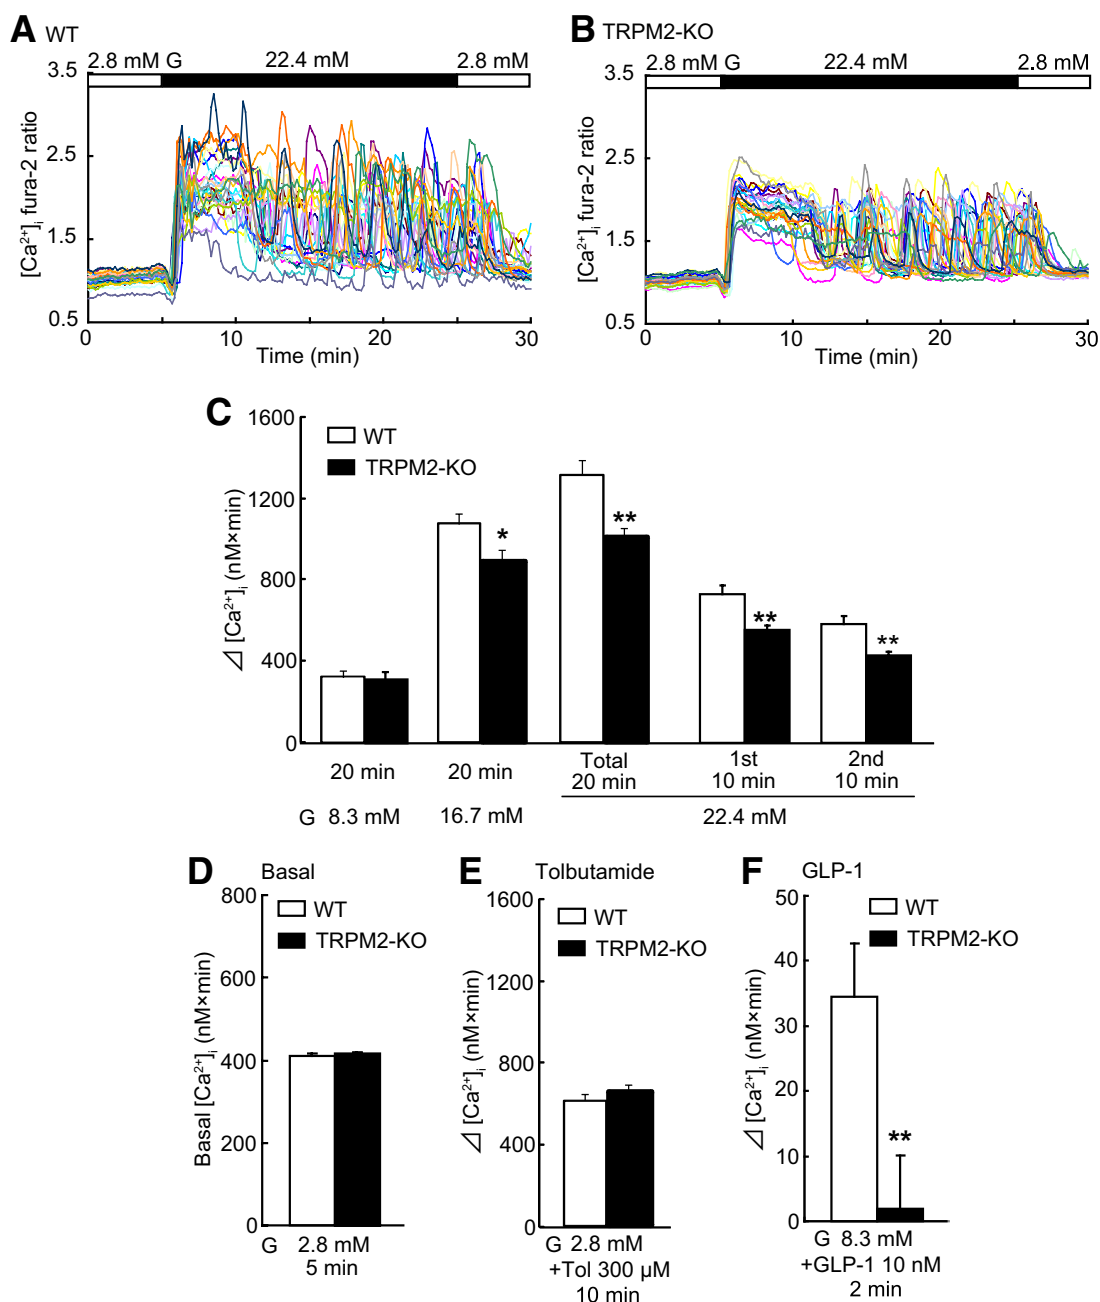 A WT
2.8 mM G 22.4 mM 2.8 mM
3.5
2.5
1.5
0.5
[Ca²⁺]ᵢ fura-2 ratio
0 10 20 30
Time (min)
B TRPM2-KO
2.8 mM G 22.4 mM 2.8 mM
3.5
2.5
1.5
0.5
[Ca²⁺]ᵢ fura-2 ratio
0 10 20 30
Time (min)
C
1600
1200
800
400
0
⊿ [Ca²⁺]ᵢ (nM×min)
WT
TRPM2-KO
*
**
**
**
20 min 20 min Total 20 min 1st 10 min 2nd 10 min
G 8.3 mM 16.7 mM 22.4 mM
D Basal
800
600
400
200
0
Basal [Ca²⁺]ᵢ (nM×min)
WT
TRPM2-KO
G 2.8 mM
5 min
E Tolbutamide
1600
1200
800
400
0
⊿ [Ca²⁺]ᵢ (nM×min)
WT
TRPM2-KO
G 2.8 mM
+Tol 300 µM
10 min
F GLP-1
50
40
30
20
10
0
⊿ [Ca²⁺]ᵢ (nM×min)
WT
TRPM2-KO
**
G 8.3 mM
+GLP-1 10 nM
2 min